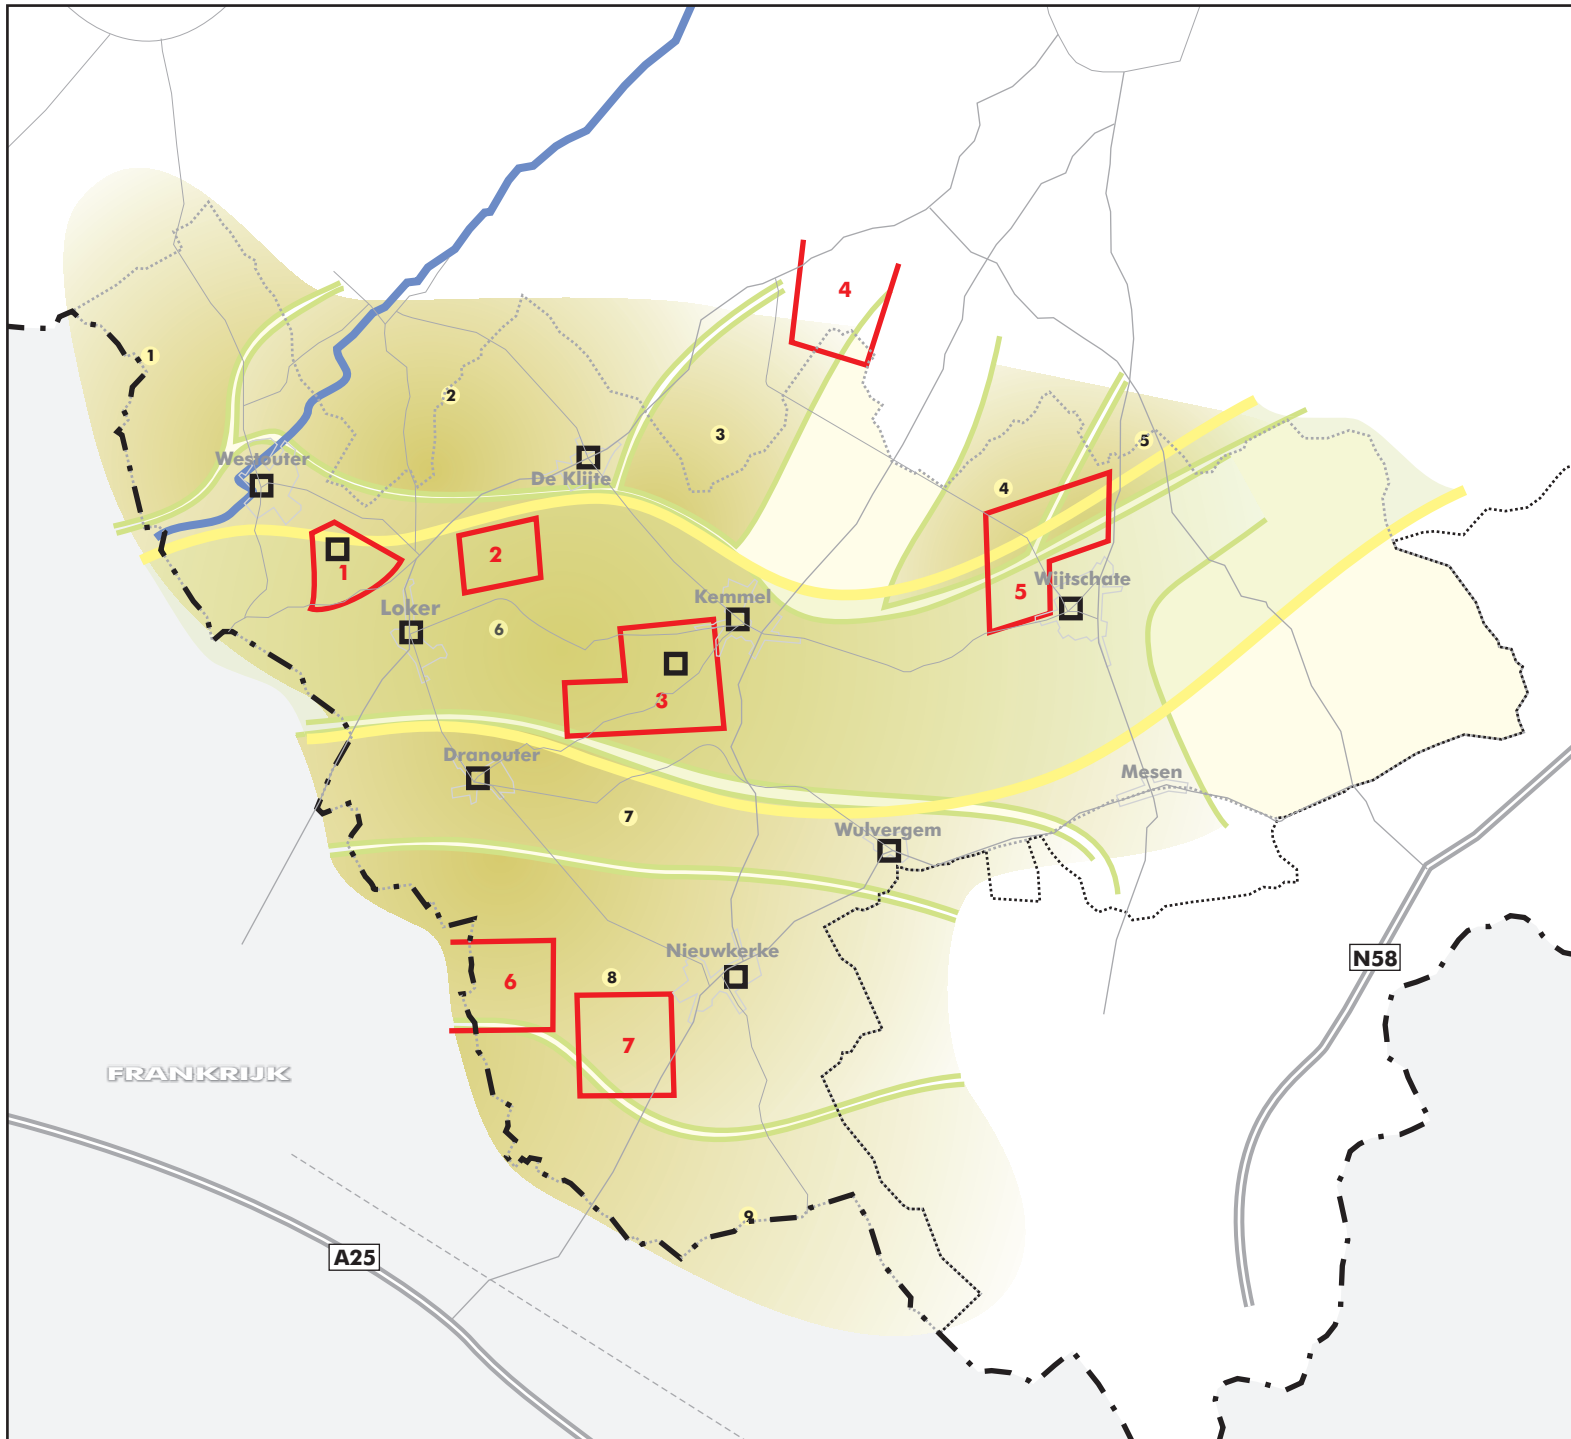 4
1
2
3
5
De Klijte
Westouter
4
2
1
5
Wijtschate
Kemmel
Loker
6
3
Dranouter
Mesen
7
Wulvergem
Nieuwkerke
N58
6
8
7
FRANKRIJK
9
A25